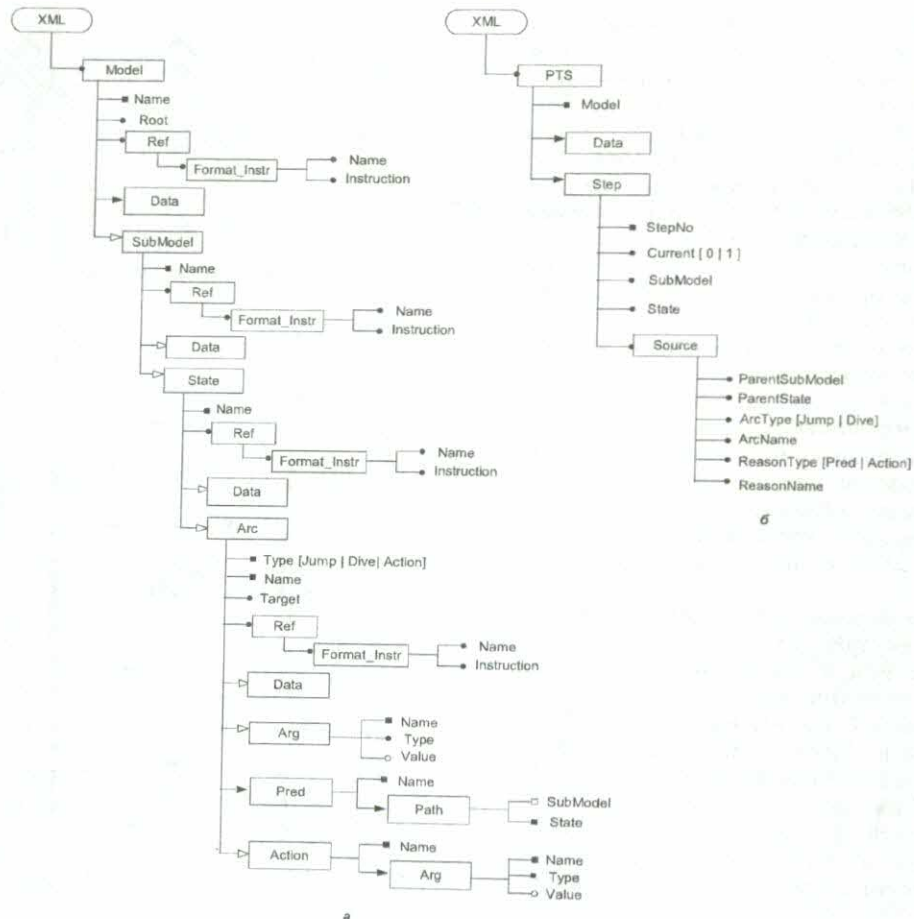 XML
Model
Name
Root
Ref
Format_Instr
Name
Instruction
Data
SubModel
Name
Ref
Format_Instr
Name
Instruction
Data
State
Name
Ref
Format_Instr
Name
Instruction
Data
Arc
Type [Jump | Dive| Action]
Name
Target
Ref
Format_Instr
Name
Instruction
Data
Arg
Name
Type
Value
Pred
Name
Path
SubModel
State
Action
Name
Arg
Name
Type
Value
а
XML
PTS
Model
Data
Step
StepNo
Current [ 0 | 1 ]
SubModel
State
Source
ParentSubModel
ParentState
ArcType [Jump | Dive]
ArcName
ReasonType [Pred | Action]
ReasonName
б